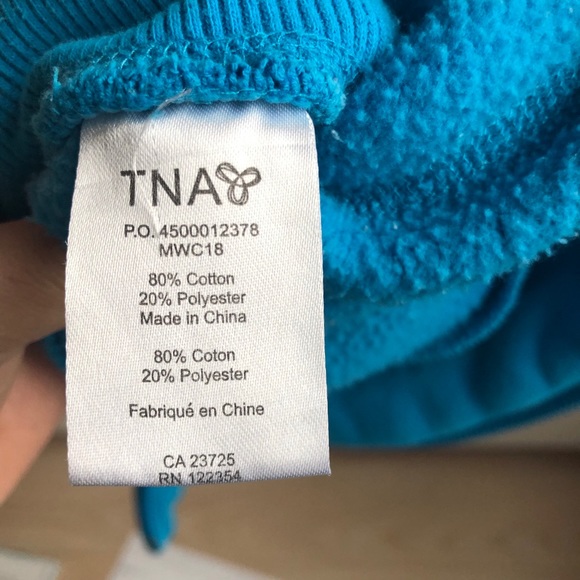 TNA
P.O. 4500012378
MWC18
80% Cotton
20% Polyester
Made in China
80% Coton
20% Polyester
Fabriqué en Chine
CA 23725
RN 122354